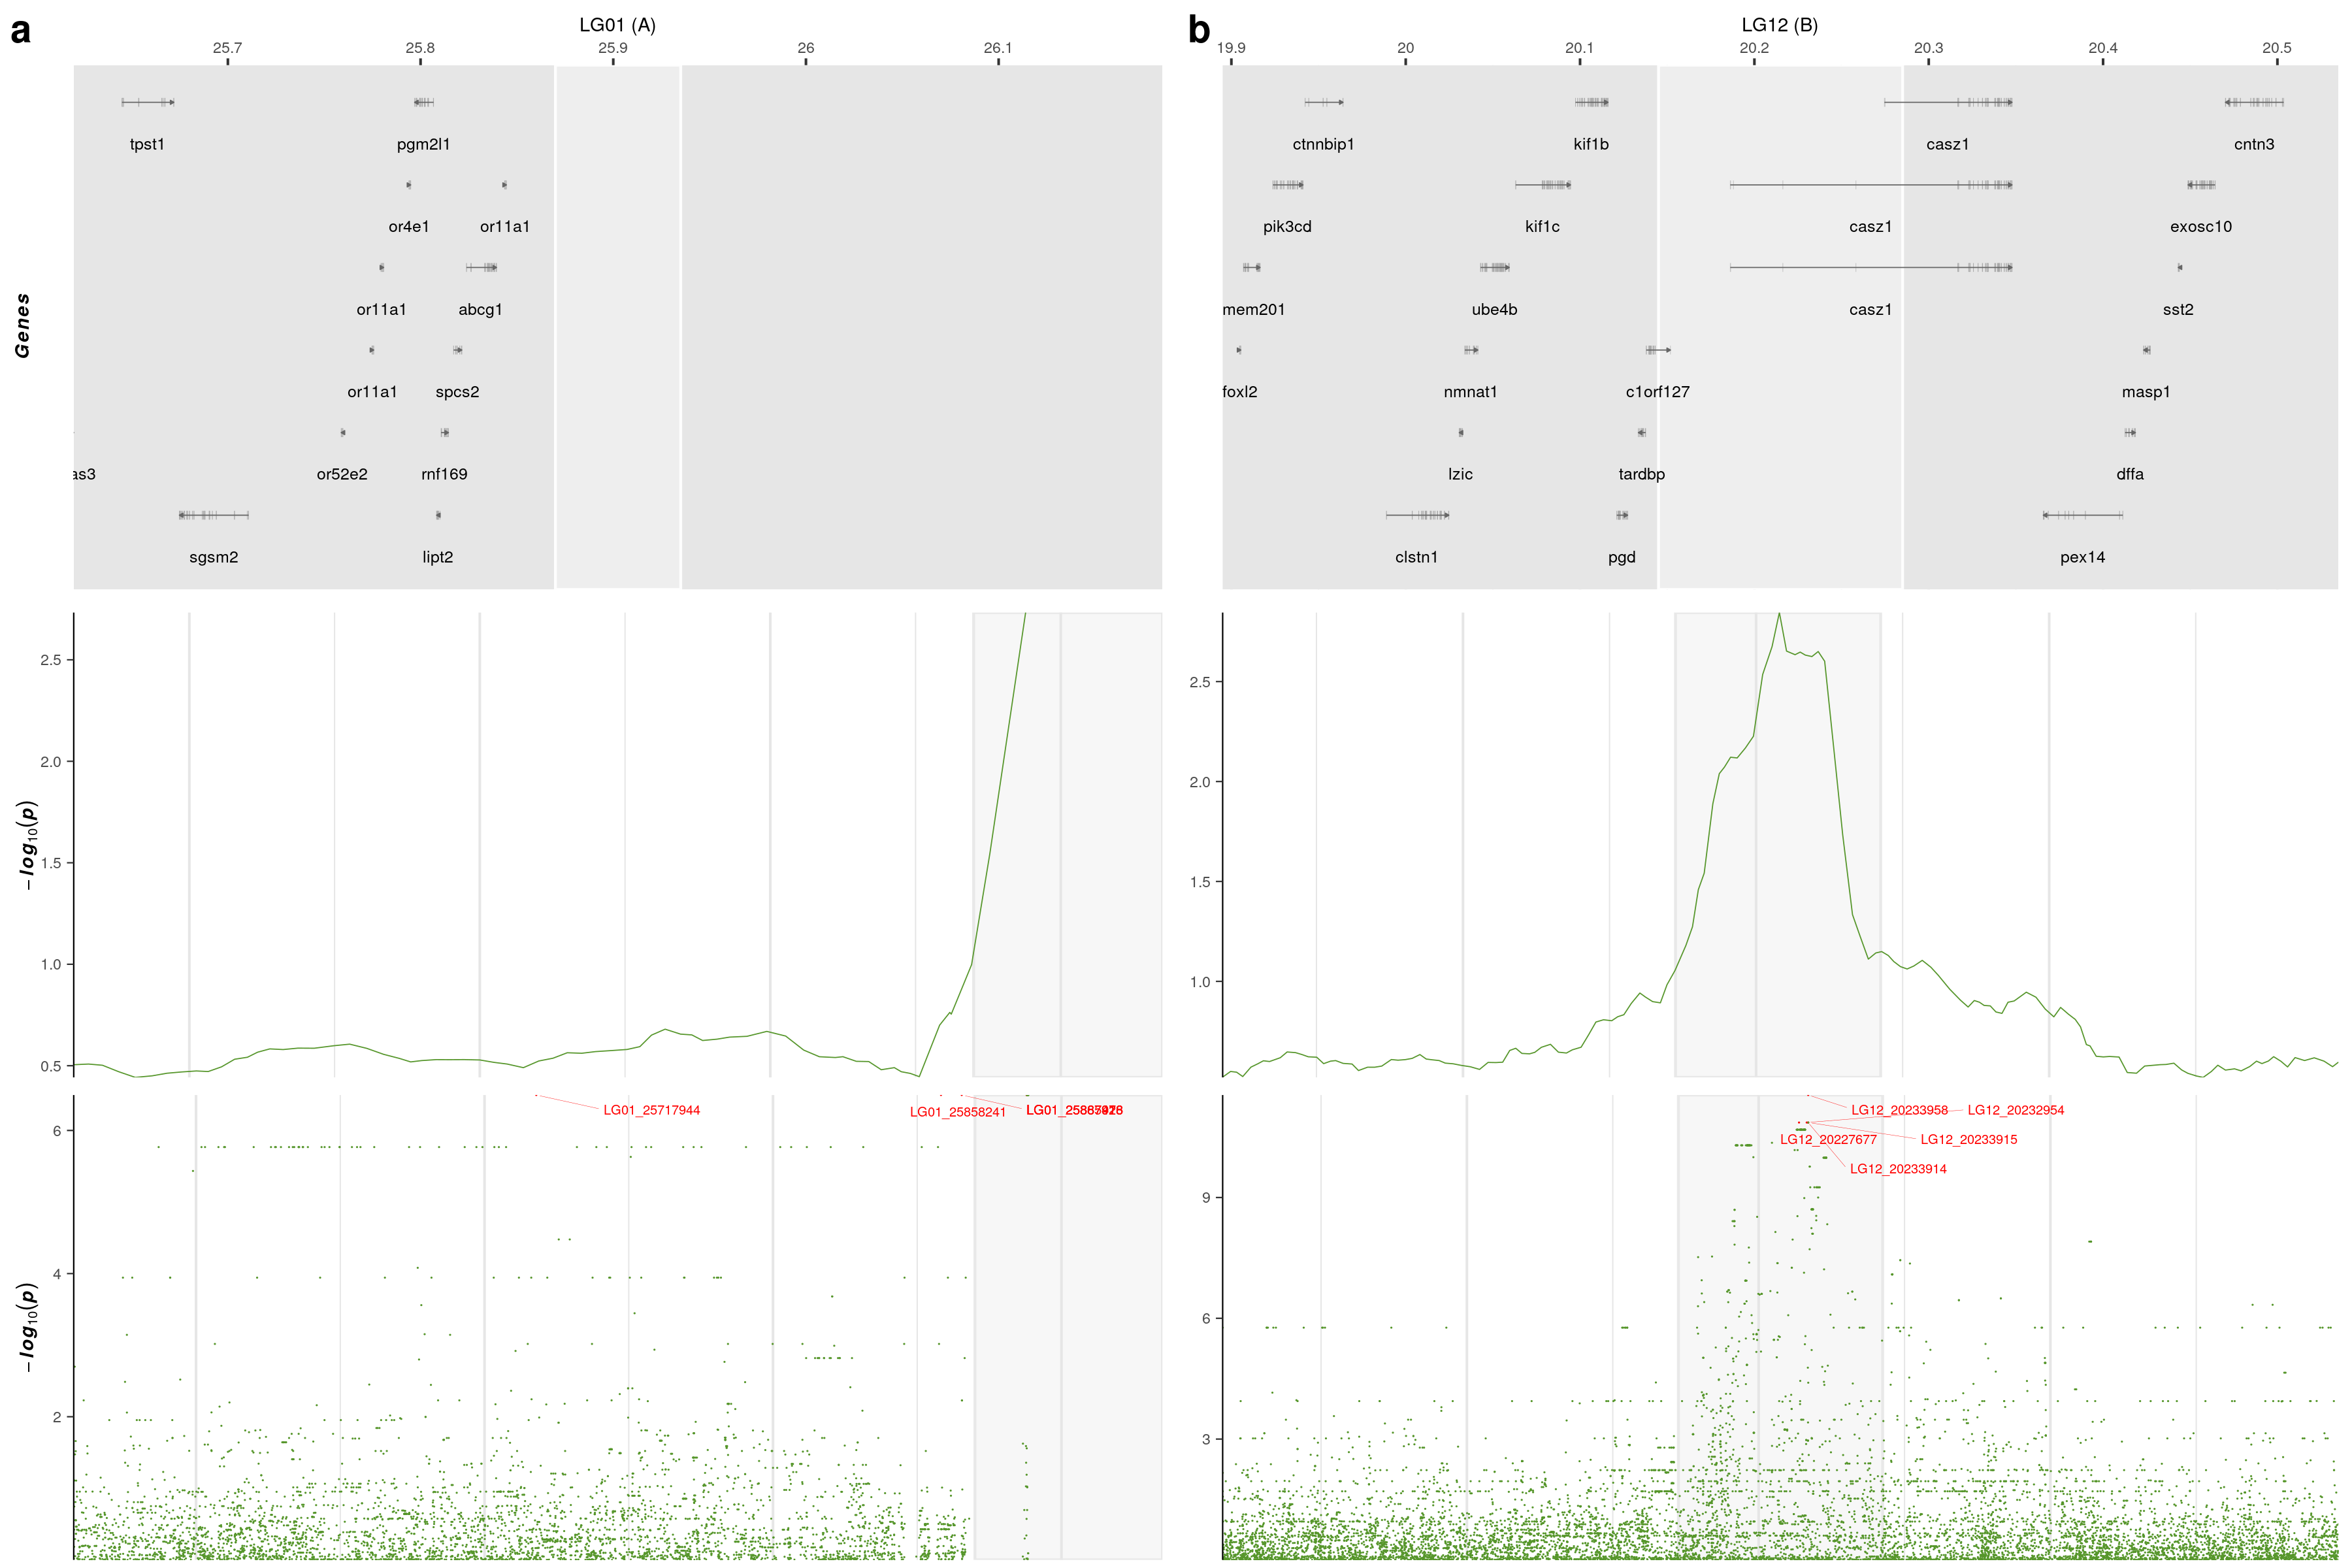 a
LG01 (A)
25.7 25.8 25.9 26 26.1
tpst1 pgm2l1
or4e1 or11a1
or11a1 abcg1
or11a1 spcs2
as3 or52e2 rnf169
sgsm2 lipt2
Genes
2.5
2.0
1.5
1.0
0.5
−log10(p)
LG01_25717944 LG01_25858241
6
4
2
−log10(p)
b
LG12 (B)
19.9 20 20.1 20.2 20.3 20.4 20.5
ctnnbip1 kif1b casz1 cntn3
pik3cd kif1c casz1 exosc10
mem201 ube4b casz1 sst2
foxl2 nmnat1 c1orf127 masp1
lzic tardbp dffa
clstn1 pgd pex14
2.5
2.0
1.5
1.0
LG12_20233958 LG12_20232954
LG12_20227677 LG12_20233915
LG12_20233914
9
6
3